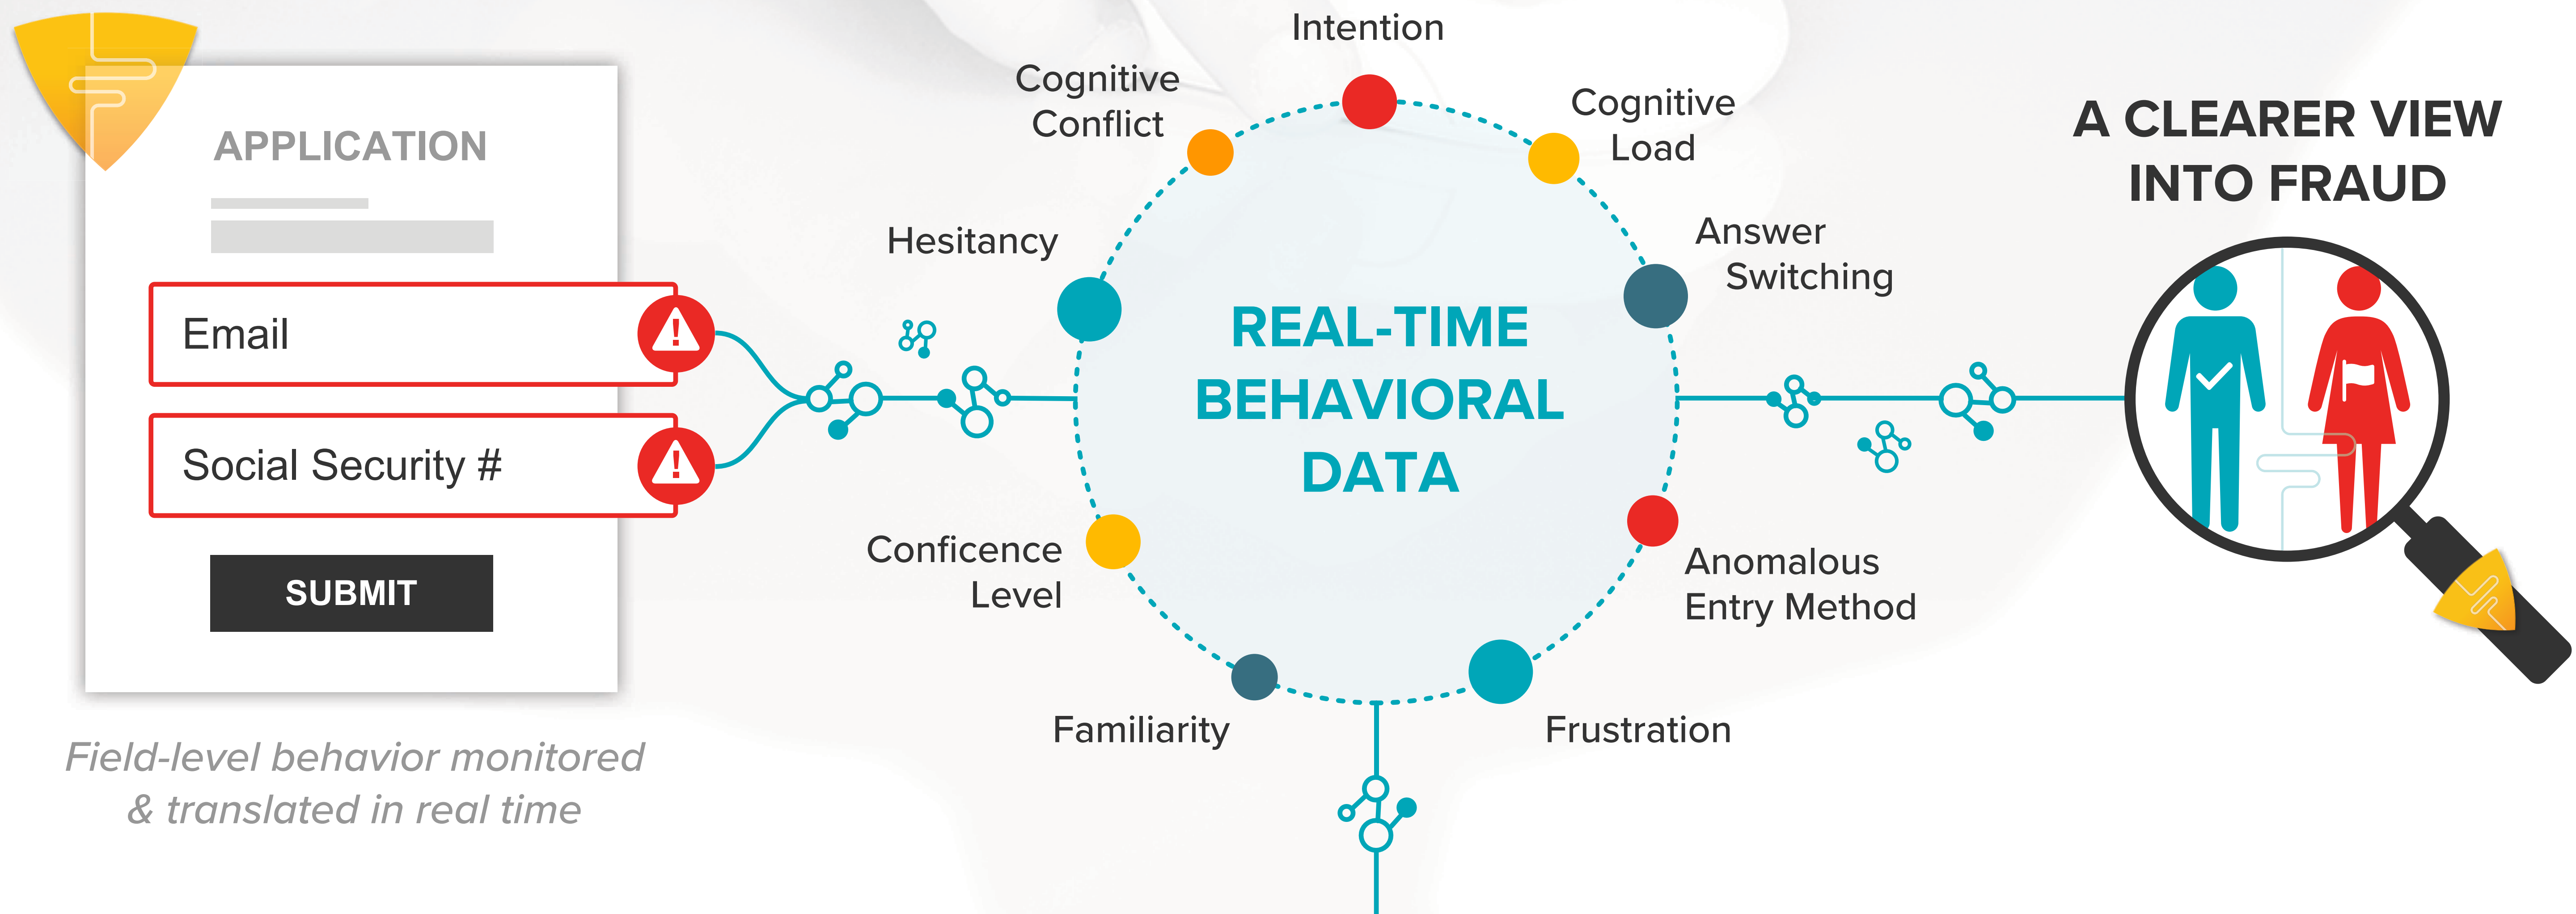 APPLICATION
Email
Social Security #
SUBMIT
Field-level behavior monitored
& translated in real time
Intention
Cognitive
Conflict
Cognitive
Load
Hesitancy
Answer
Switching
REAL-TIME
BEHAVIORAL
DATA
Conficence
Level
Anomalous
Entry Method
Familiarity
Frustration
A CLEARER VIEW
INTO FRAUD